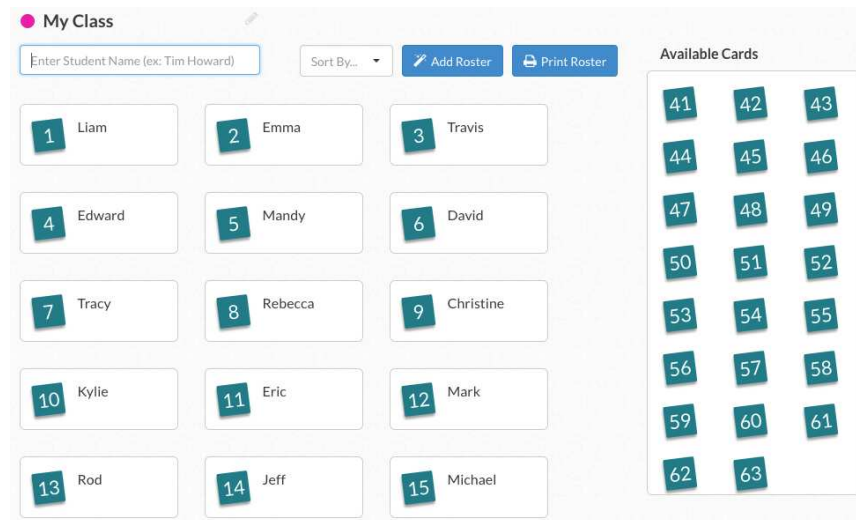 My Class
Enter Student Name (ex: Tim Howard)
Sort By...
Add Roster
Print Roster
1 Liam
2 Emma
3 Travis
4 Edward
5 Mandy
6 David
7 Tracy
8 Rebecca
9 Christine
10 Kylie
11 Eric
12 Mark
13 Rod
14 Jeff
15 Michael
Available Cards
41 42 43
44 45 46
47 48 49
50 51 52
53 54 55
56 57 58
59 60 61
62 63